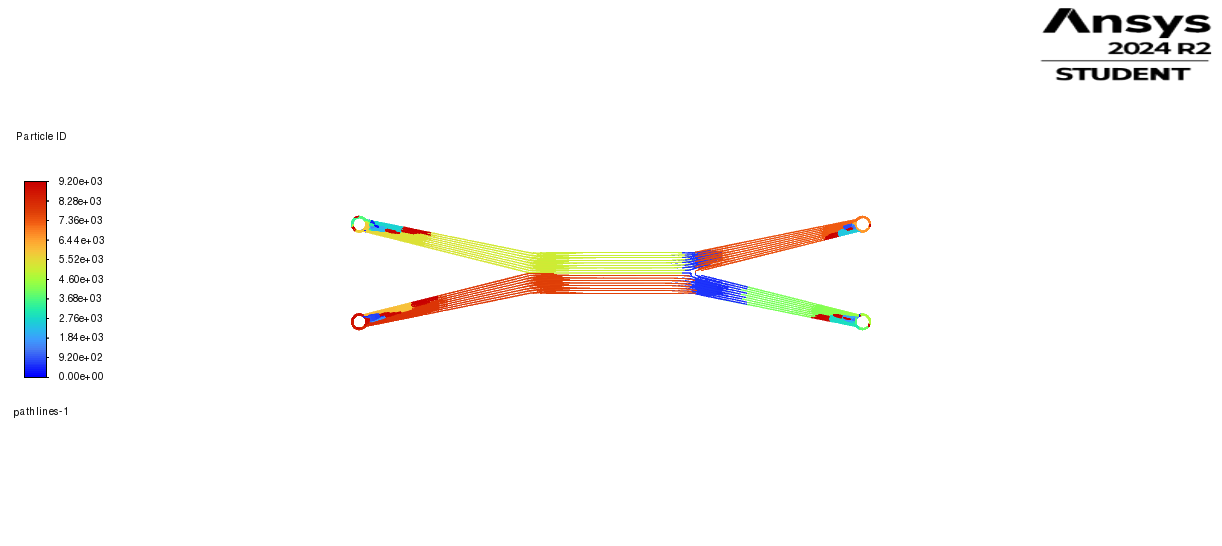 Ansys
2024 R2
STUDENT
Particle ID
9.20e+03
8.28e+03
7.36e+03
6.44e+03
5.52e+03
4.60e+03
3.68e+03
2.76e+03
1.84e+03
9.20e+02
0.00e+00
pathlines-1